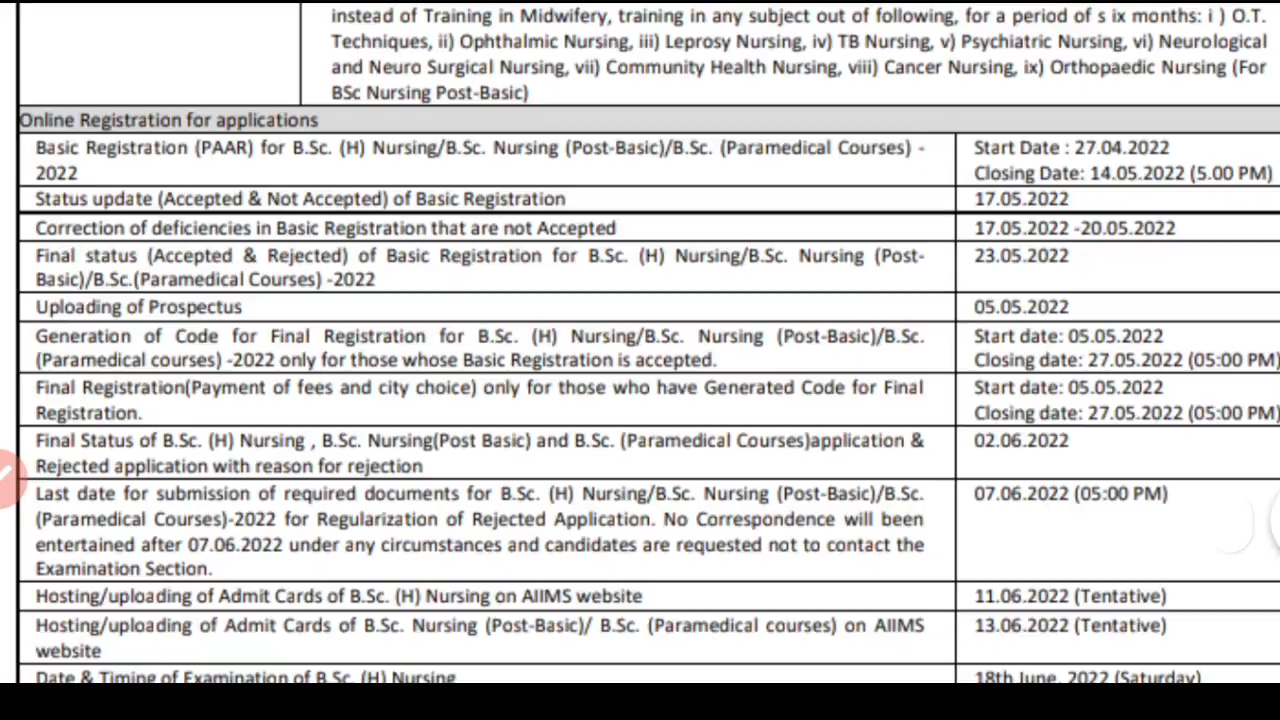 instead of Training in Midwifery, training in any subject out of following, for a period of s ix months: i ) O.T.
Techniques, ii) Ophthalmic Nursing, iii) Leprosy Nursing, iv) TB Nursing, v) Psychiatric Nursing, vi) Neurological
and Neuro Surgical Nursing, vii) Community Health Nursing, viii) Cancer Nursing, ix) Orthopaedic Nursing (For
BSc Nursing Post-Basic)
Online Registration for applications
Basic Registration (PAAR) for B.Sc. (H) Nursing/B.Sc. Nursing (Post-Basic)/B.Sc. (Paramedical Courses) -
2022
Start Date : 27.04.2022
Closing Date: 14.05.2022 (5.00 PM)
Status update (Accepted & Not Accepted) of Basic Registration
17.05.2022
Correction of deficiencies in Basic Registration that are not Accepted
17.05.2022 -20.05.2022
Final status (Accepted & Rejected) of Basic Registration for B.Sc. (H) Nursing/B.Sc. Nursing (Post-
Basic)/B.Sc.(Paramedical Courses) -2022
23.05.2022
Uploading of Prospectus
05.05.2022
Generation of Code for Final Registration for B.Sc. (H) Nursing/B.Sc. Nursing (Post-Basic)/B.Sc.
(Paramedical courses) -2022 only for those whose Basic Registration is accepted.
Start date: 05.05.2022
Closing date: 27.05.2022 (05:00 PM)
Final Registration(Payment of fees and city choice) only for those who have Generated Code for Final
Registration.
Start date: 05.05.2022
Closing date: 27.05.2022 (05:00 PM)
Final Status of B.Sc. (H) Nursing , B.Sc. Nursing(Post Basic) and B.Sc. (Paramedical Courses)application &
Rejected application with reason for rejection
02.06.2022
Last date for submission of required documents for B.Sc. (H) Nursing/B.Sc. Nursing (Post-Basic)/B.Sc.
(Paramedical Courses)-2022 for Regularization of Rejected Application. No Correspondence will been
entertained after 07.06.2022 under any circumstances and candidates are requested not to contact the
Examination Section.
07.06.2022 (05:00 PM)
Hosting/uploading of Admit Cards of B.Sc. (H) Nursing on AIIMS website
11.06.2022 (Tentative)
Hosting/uploading of Admit Cards of B.Sc. Nursing (Post-Basic)/ B.Sc. (Paramedical courses) on AIIMS
website
13.06.2022 (Tentative)
Date & Timing of Examination of B.Sc. (H) Nursing
18th June, 2022 (Saturday)